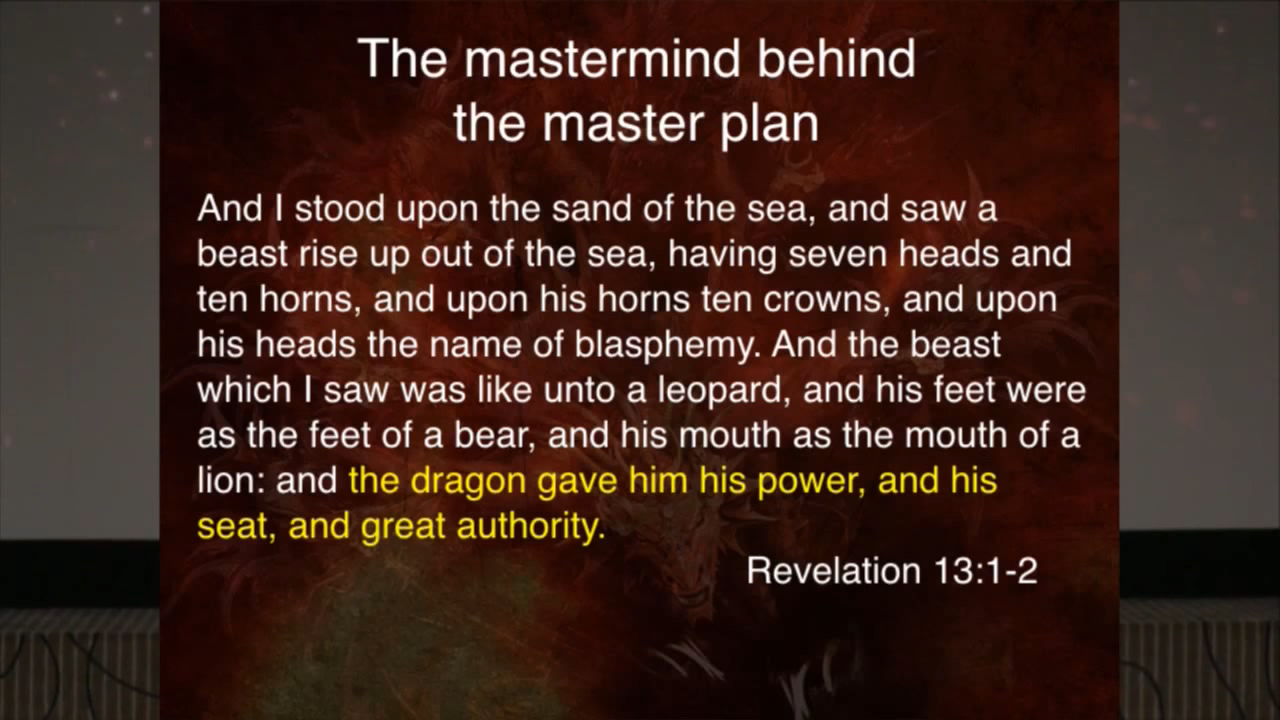 The mastermind behind
the master plan
And I stood upon the sand of the sea, and saw a
beast rise up out of the sea, having seven heads and
ten horns, and upon his horns ten crowns, and upon
his heads the name of blasphemy. And the beast
which I saw was like unto a leopard, and his feet were
as the feet of a bear, and his mouth as the mouth of a
lion: and the dragon gave him his power, and his
seat, and great authority.
Revelation 13:1-2